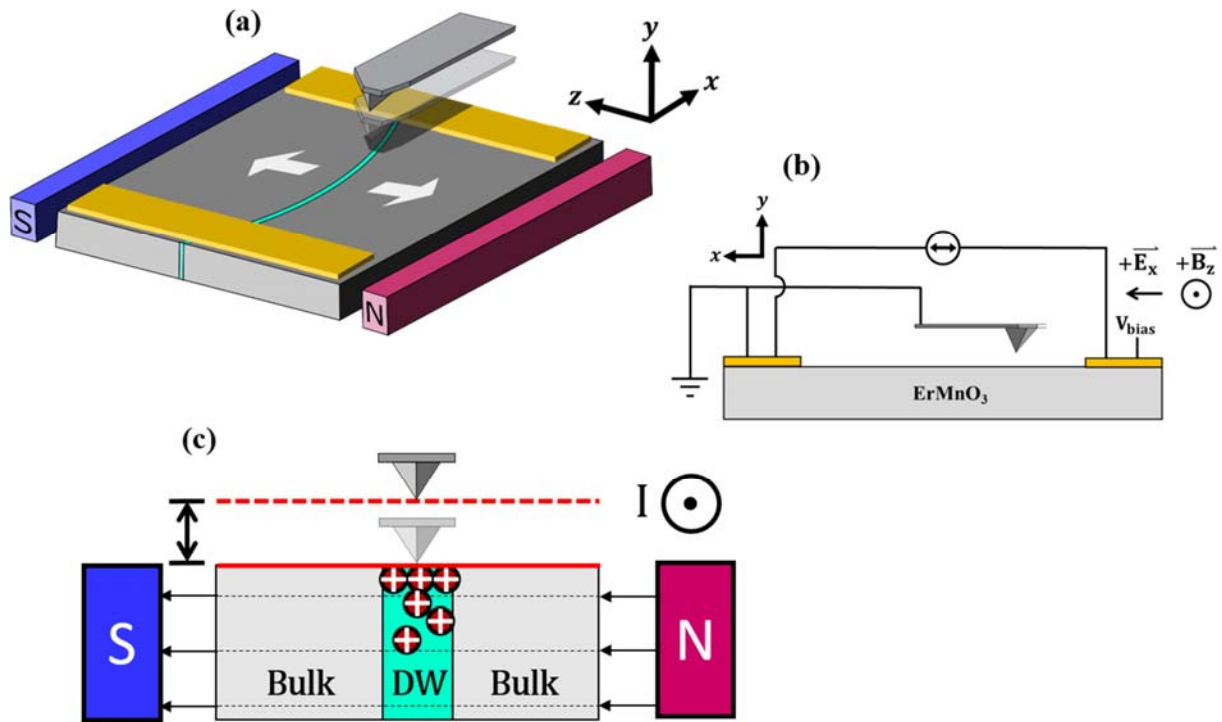 (a)
y
z
x
S
N
(b)
y
x
+E⃗x
+B⃗z
Vbias
ErMnO3
(c)
I
S
N
Bulk
DW
Bulk